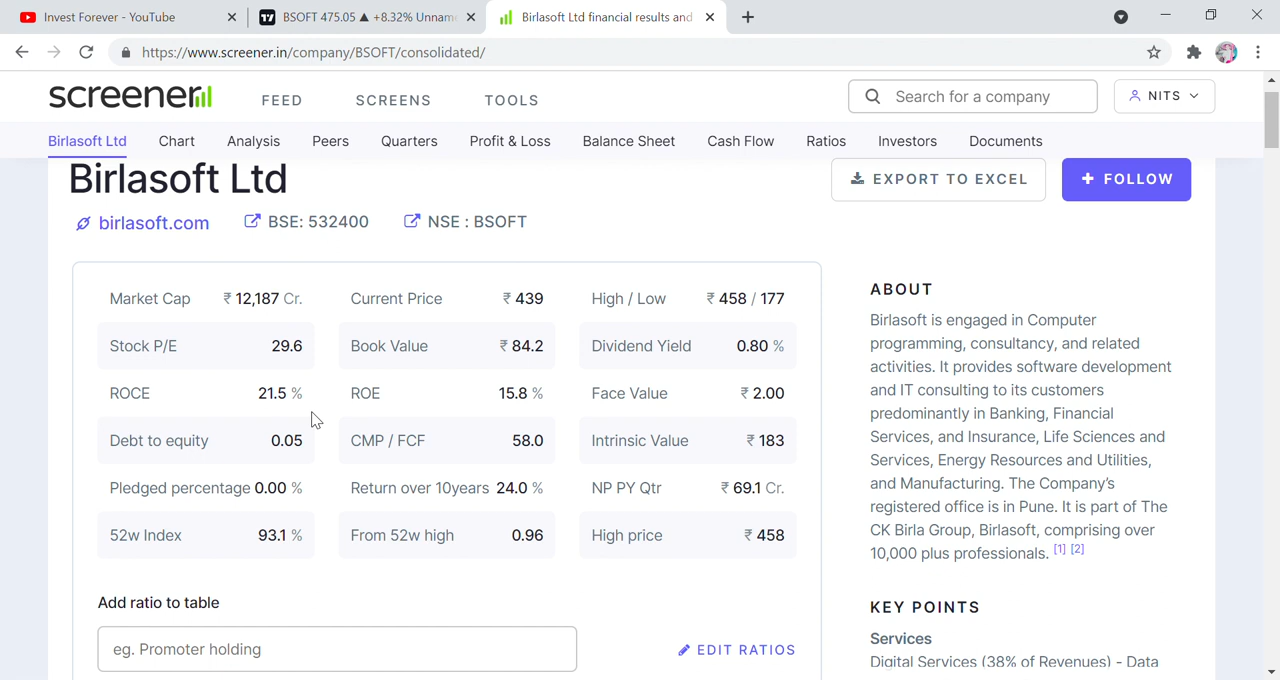 Invest Forever - YouTube
BSOFT 475.05 ▲ +8.32% Unnam
Birlasoft Ltd financial results and
https://www.screener.in/company/BSOFT/consolidated/
screener
FEED
SCREENS
TOOLS
Search for a company
NITS
Birlasoft Ltd
Chart
Analysis
Peers
Quarters
Profit & Loss
Balance Sheet
Cash Flow
Ratios
Investors
Documents
Birlasoft Ltd
EXPORT TO EXCEL
+ FOLLOW
birlasoft.com
BSE: 532400
NSE : BSOFT
Market Cap ₹ 12,187 Cr.
Current Price ₹ 439
High / Low ₹ 458 / 177
Stock P/E 29.6
Book Value ₹ 84.2
Dividend Yield 0.80 %
ROCE 21.5 %
ROE 15.8 %
Face Value ₹ 2.00
Debt to equity 0.05
CMP / FCF 58.0
Intrinsic Value ₹ 183
Pledged percentage 0.00 %
Return over 10years 24.0 %
NP PY Qtr ₹ 69.1 Cr.
52w Index 93.1 %
From 52w high 0.96
High price ₹ 458
Add ratio to table
eg. Promoter holding
EDIT RATIOS
ABOUT
Birlasoft is engaged in Computer
programming, consultancy, and related
activities. It provides software development
and IT consulting to its customers
predominantly in Banking, Financial
Services, and Insurance, Life Sciences and
Services, Energy Resources and Utilities,
and Manufacturing. The Company's
registered office is in Pune. It is part of The
CK Birla Group, Birlasoft, comprising over
10,000 plus professionals. [1] [2]
KEY POINTS
Services
Digital Services (38% of Revenues) - Data